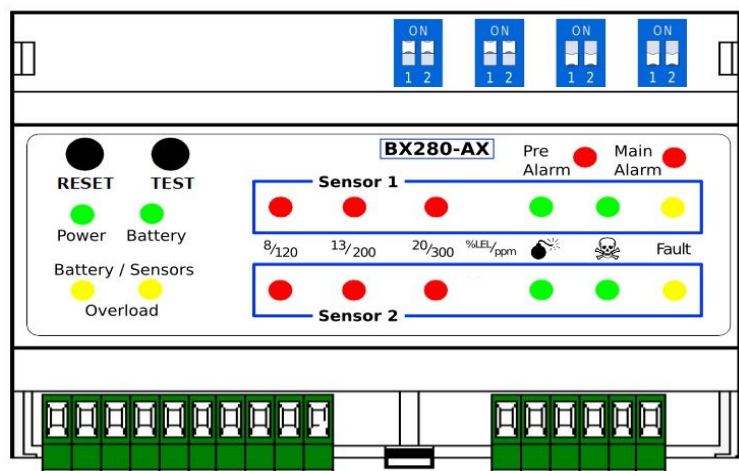 ON ON ON ON
1 2 1 2 1 2 1 2
BX280-AX
Pre Alarm
Main Alarm
RESET TEST
Sensor 1
Power Battery
8/120 13/200 20/300 %LEL/ppm Fault
Battery / Sensors
Overload
Sensor 2